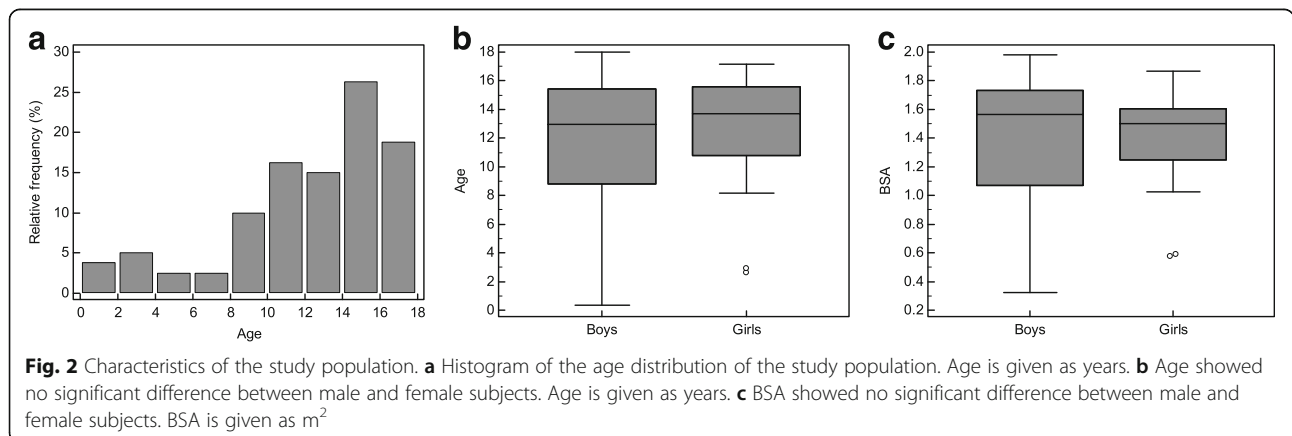 a
30
25
20
15
10
5
0
Relative frequency (%)
0 2 4 6 8 10 12 14 16 18
Age
b
18
16
14
12
10
8
6
4
2
0
Age
Boys Girls
c
2.0
1.8
1.6
1.4
1.2
1.0
0.8
0.6
0.4
0.2
BSA
Boys Girls
Fig. 2 Characteristics of the study population. a Histogram of the age distribution of the study population. Age is given as years. b Age showed
no significant difference between male and female subjects. Age is given as years. c BSA showed no significant difference between male and
female subjects. BSA is given as m²